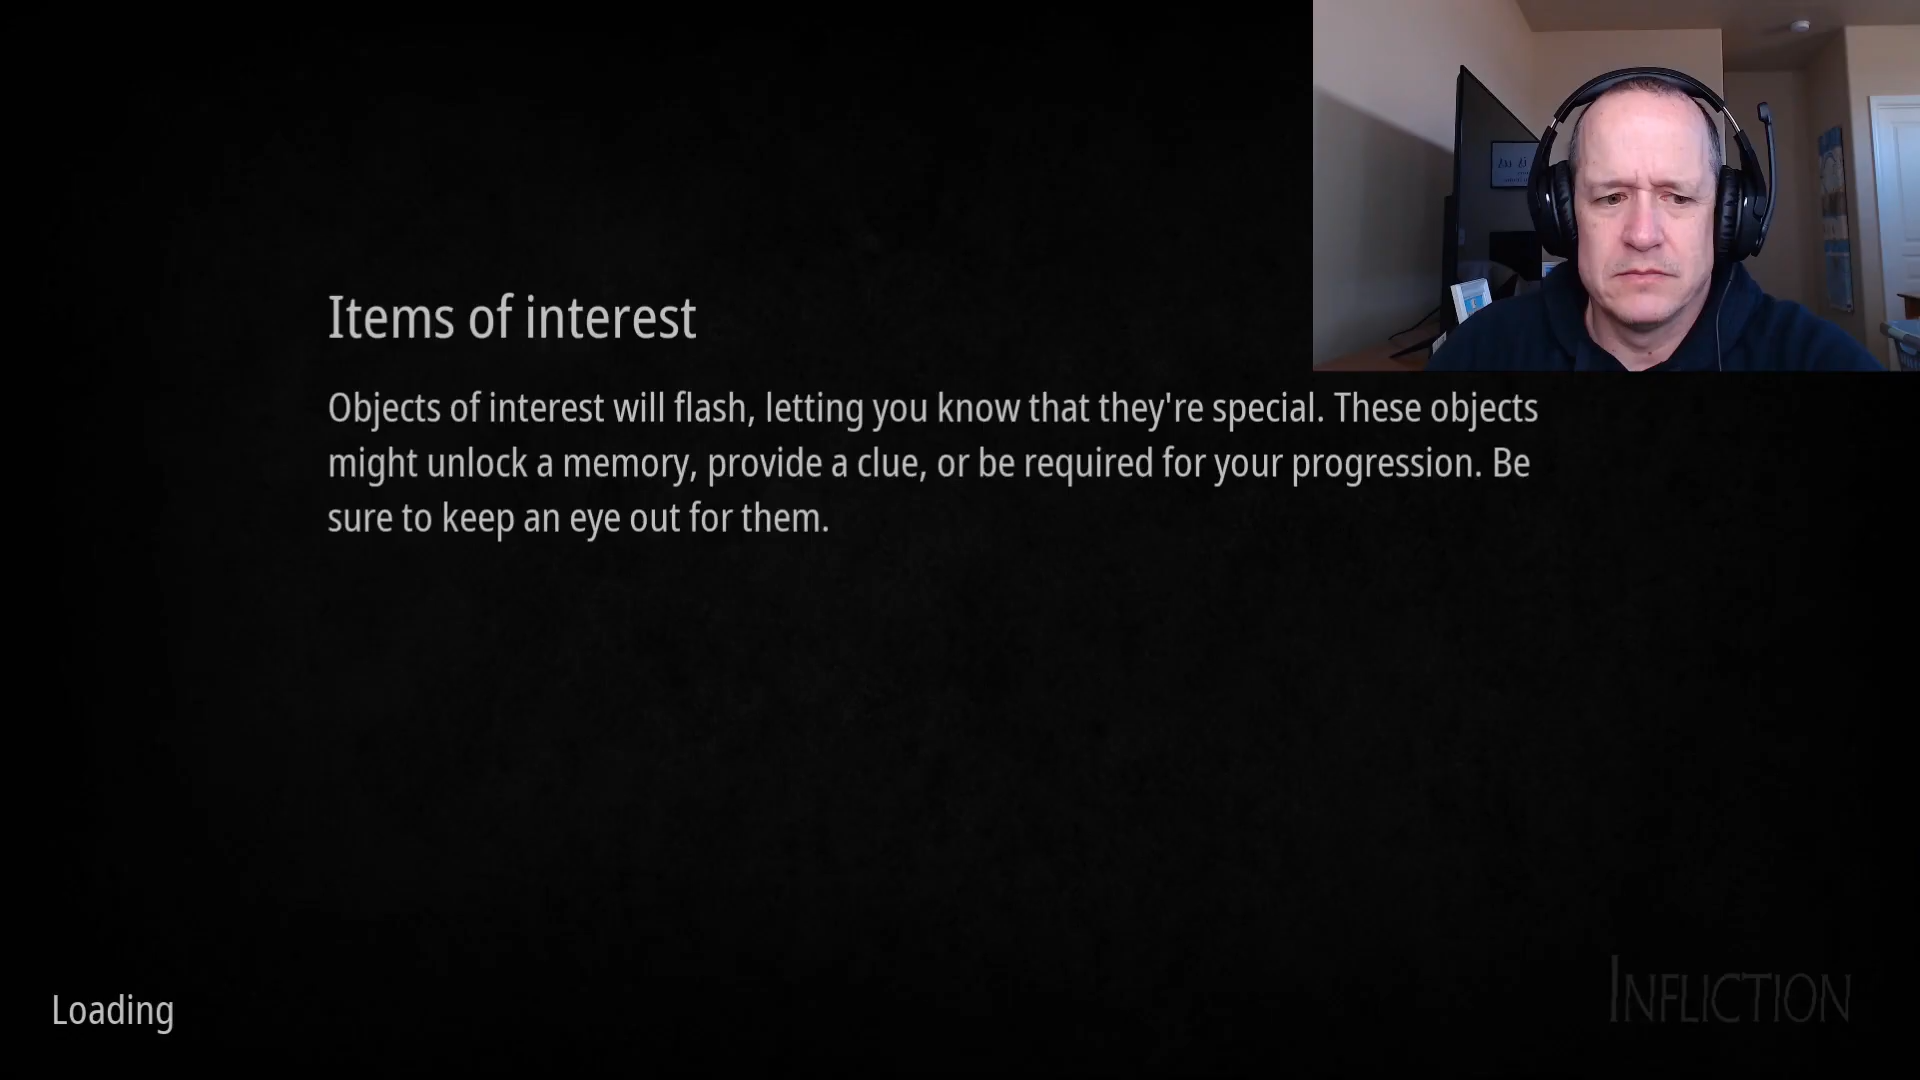 Items of interest
Objects of interest will flash, letting you know that they're special. These objects
might unlock a memory, provide a clue, or be required for your progression. Be
sure to keep an eye out for them.
Loading
INFLICTION